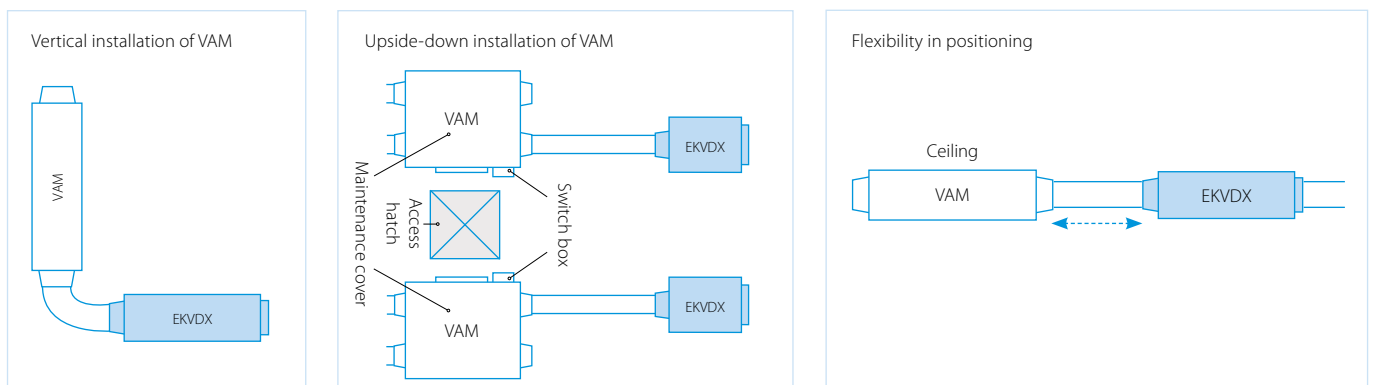 Vertical installation of VAM
VAM
EKVDX
Upside-down installation of VAM
VAM
EKVDX
Maintenance cover
Access
hatch
Switch box
VAM
EKVDX
Flexibility in positioning
Ceiling
VAM
EKVDX